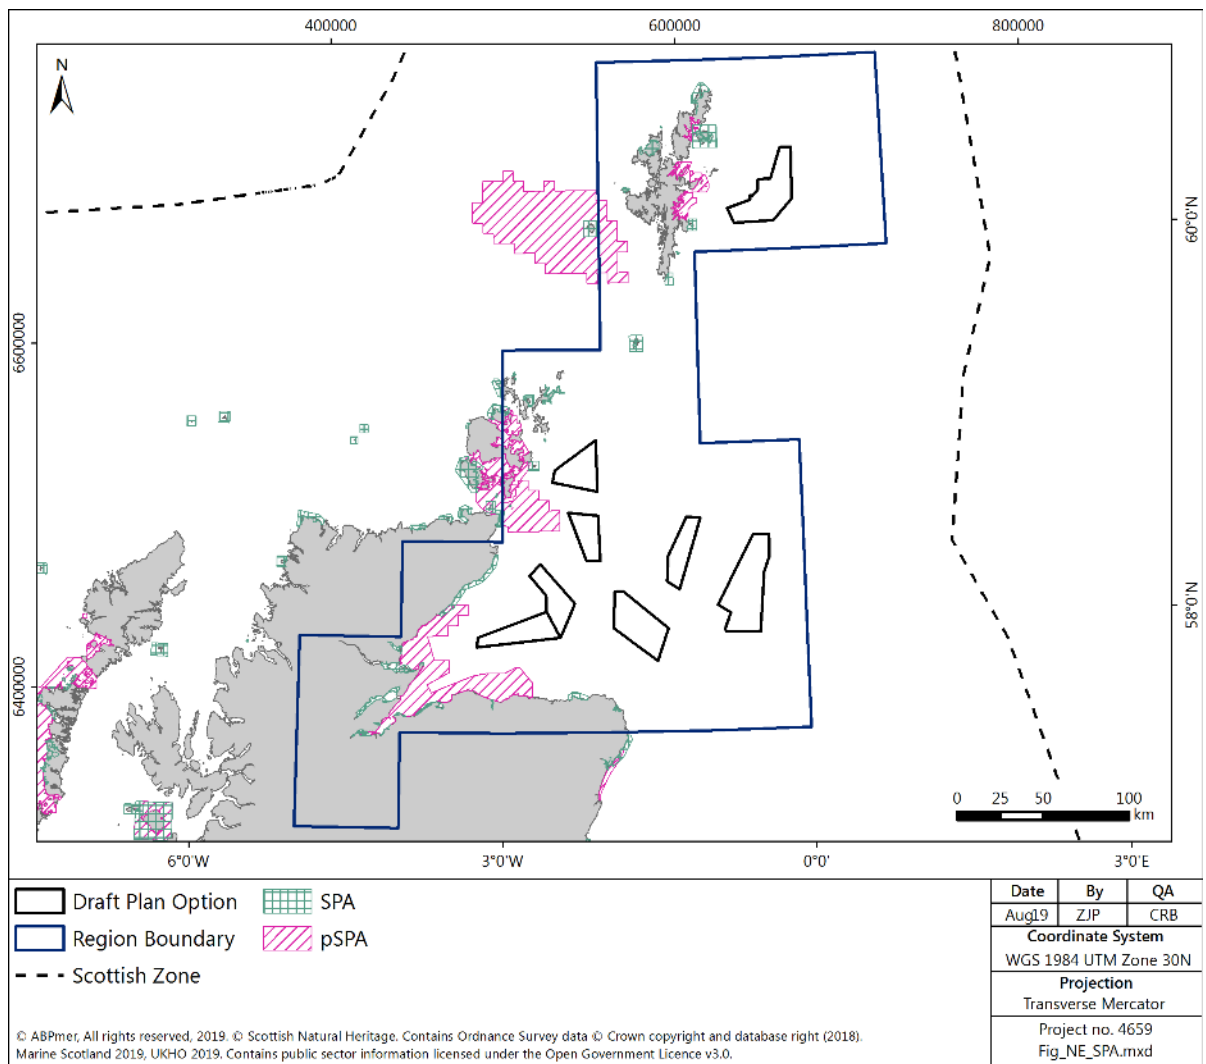 400000 600000 800000
N
60°0'N
6600000
58°0'N
6400000
0 25 50 100
km
6°0'W 3°0'W 0°0' 3°0'E
Draft Plan Option SPA
Region Boundary pSPA
Scottish Zone
Date By QA
Aug19 ZJP CRB
Coordinate System
WGS 1984 UTM Zone 30N
Projection
Transverse Mercator
Project no. 4659
Fig_NE_SPA.mxd
© ABPmer, All rights reserved, 2019. © Scottish Natural Heritage. Contains Ordnance Survey data © Crown copyright and database right (2018).
Marine Scotland 2019, UKHO 2019. Contains public sector information licensed under the Open Government Licence v3.0.